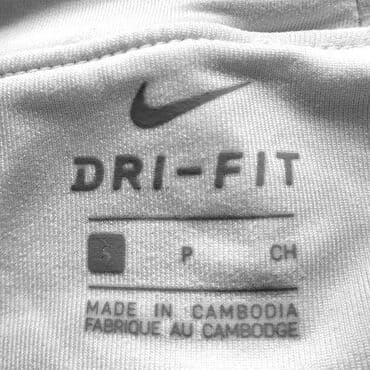 DRI-FIT
S P CH
MADE IN CAMBODIA
FABRIQUE AU CAMBODGE